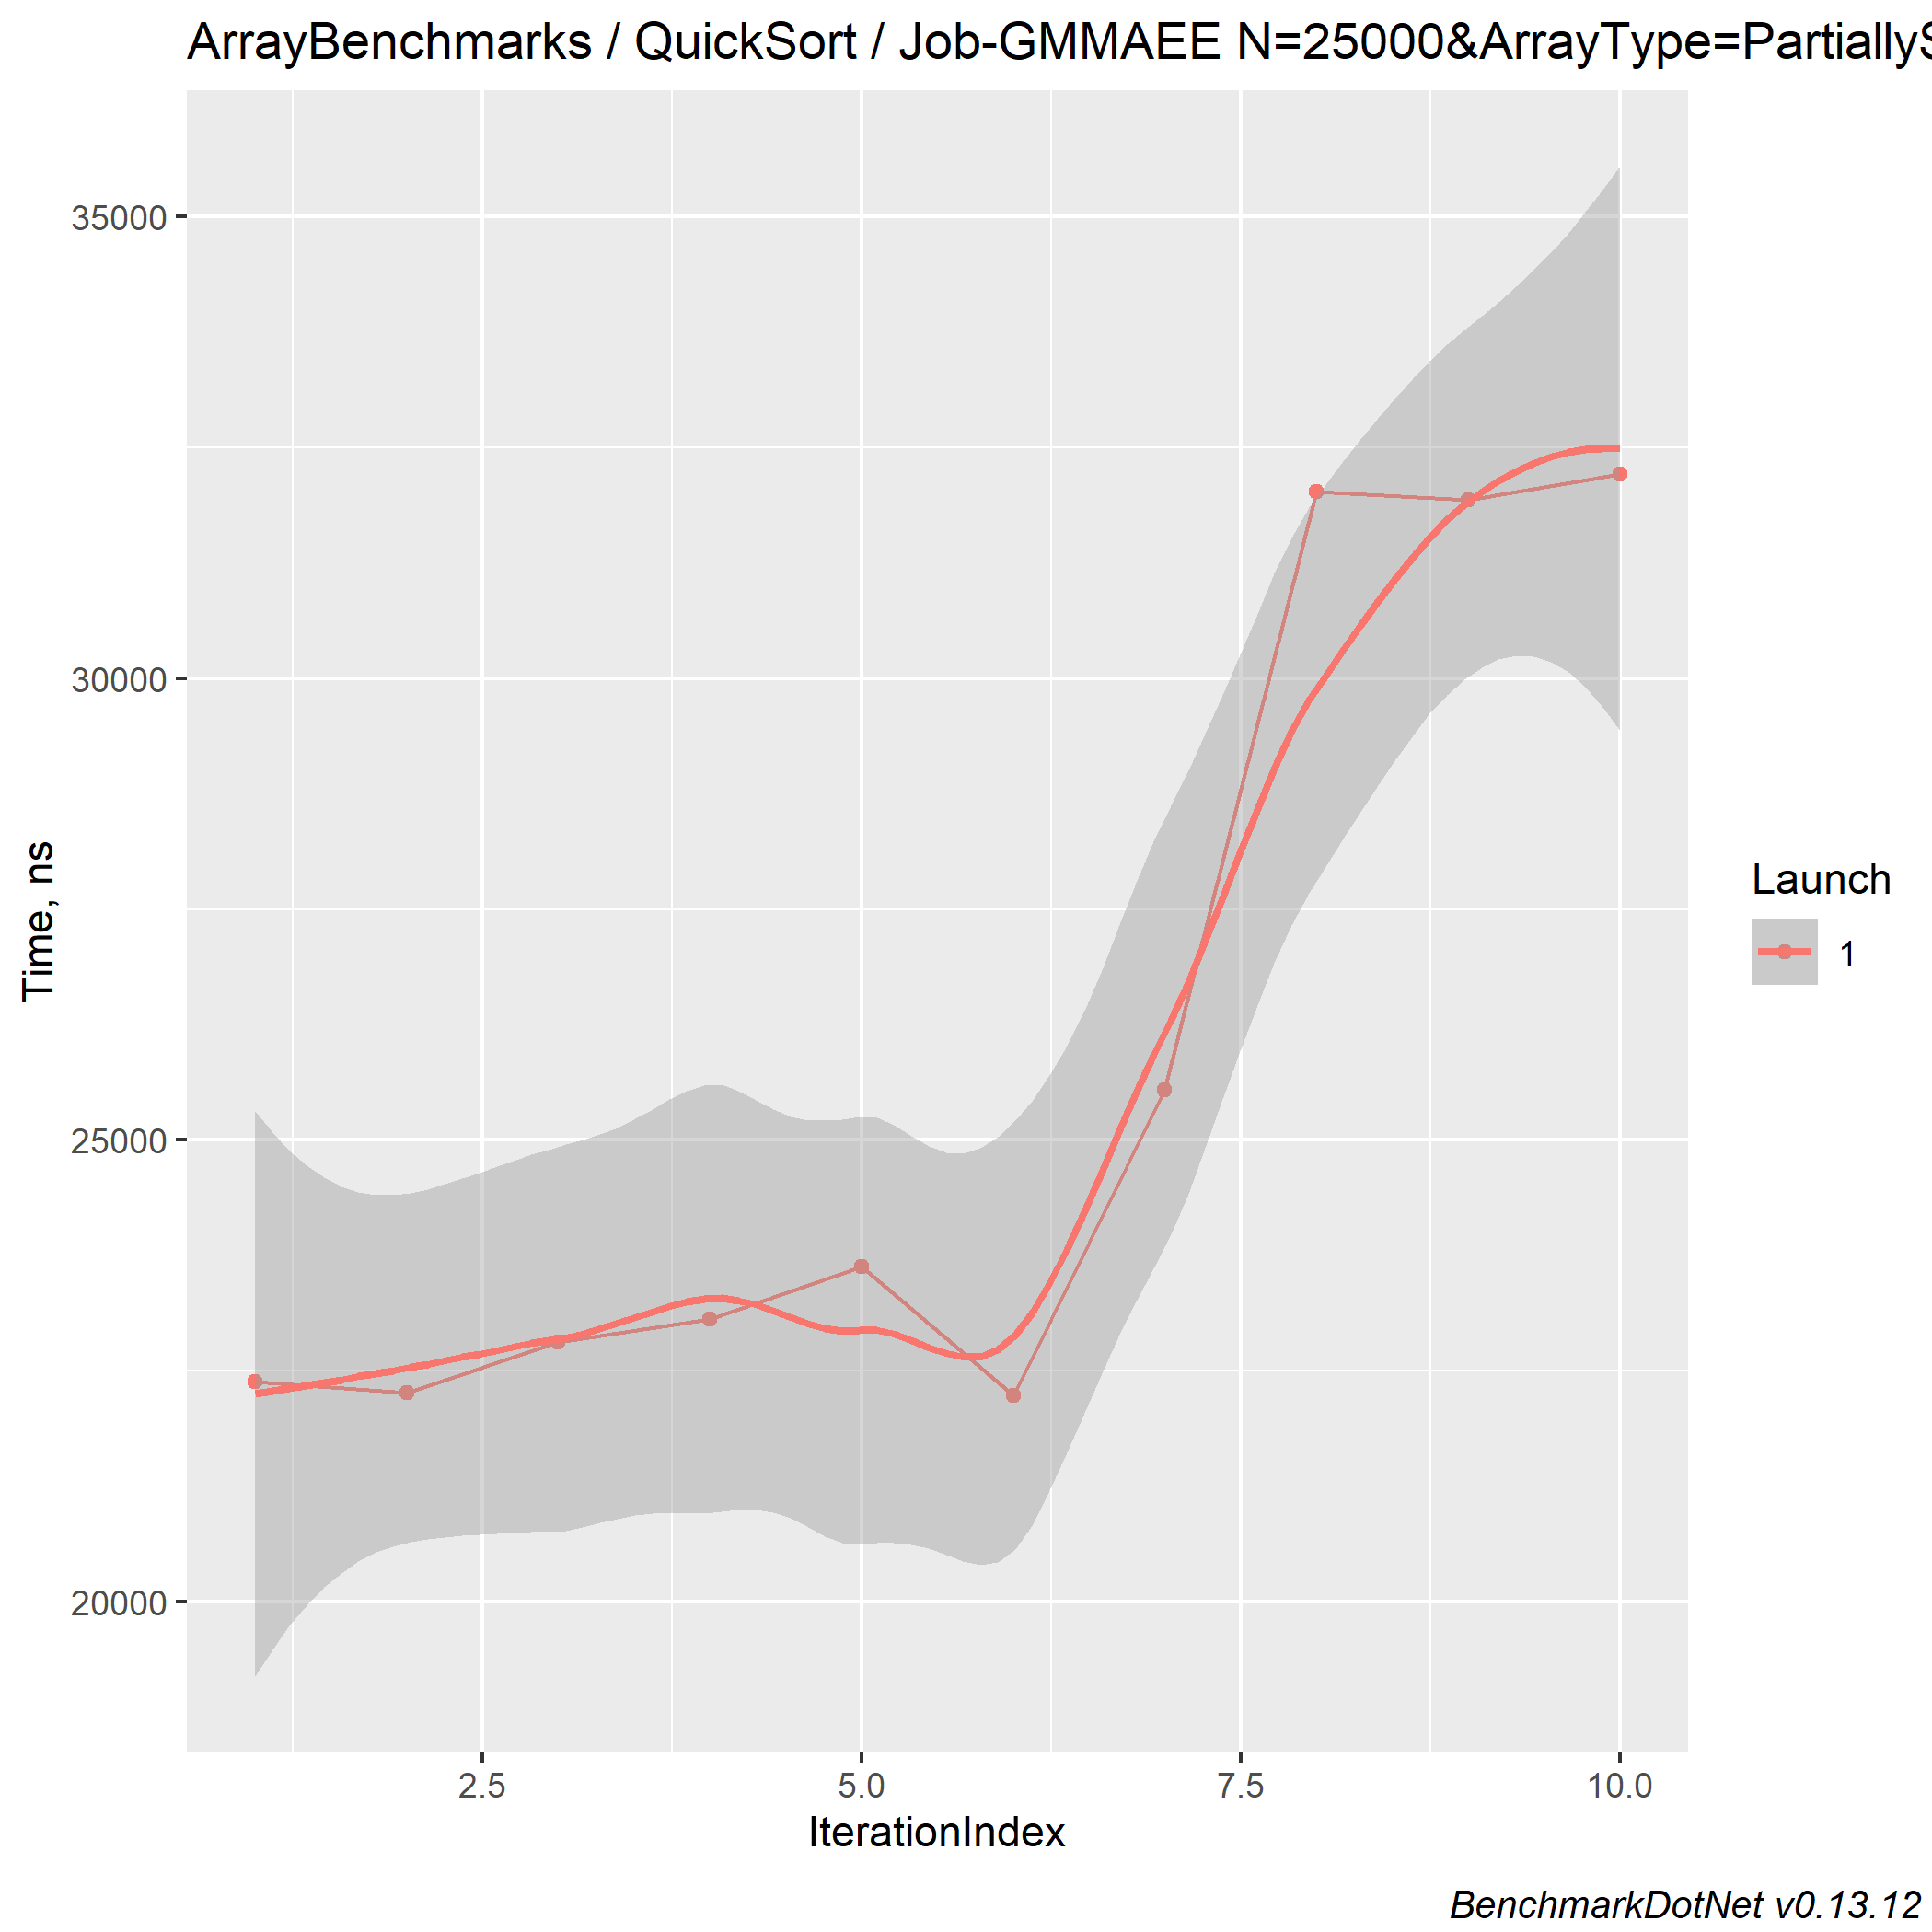 ArrayBenchmarks / QuickSort / Job-GMMAEE N=25000&ArrayType=PartiallyS
35000
30000
25000
20000
Time, ns
2.5 5.0 7.5 10.0
IterationIndex
Launch
1
BenchmarkDotNet v0.13.12